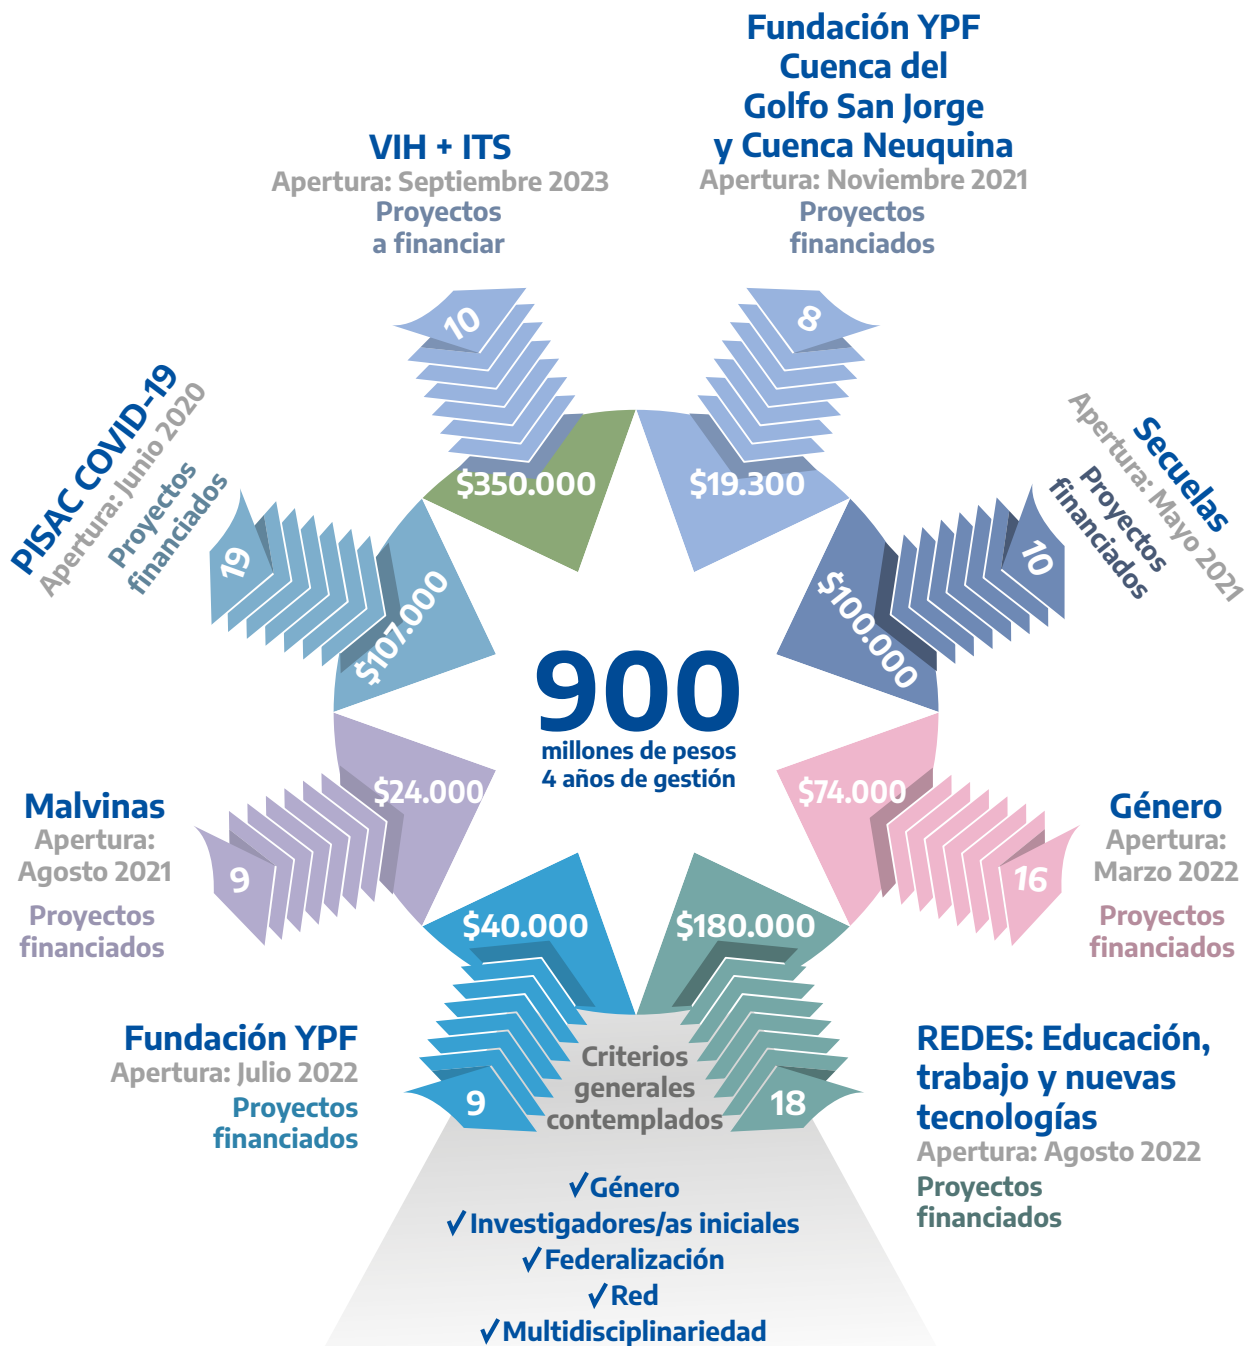 Fundación YPF
Cuenca del
Golfo San Jorge
y Cuenca Neuquina
Apertura: Noviembre 2021
Proyectos
financiados
8
$19.300
VIH + ITS
Apertura: Septiembre 2023
Proyectos
a financiar
10
$350.000
PISAC COVID-19
Apertura: Junio 2020
Proyectos
financiados
19
$107.000
Secuelas
Apertura: Mayo 2021
Proyectos
financiados
10
$100.000
900
millones de pesos
4 años de gestión
Malvinas
Apertura:
Agosto 2021
Proyectos
financiados
9
$24.000
Género
Apertura:
Marzo 2022
Proyectos
financiados
16
$74.000
Fundación YPF
Apertura: Julio 2022
Proyectos
financiados
9
$40.000
REDES: Educación,
trabajo y nuevas
tecnologías
Apertura: Agosto 2022
Proyectos
financiados
18
$180.000
Criterios
generales
contemplados
✓Género
✓Investigadores/as iniciales
✓Federalización
✓Red
✓Multidisciplinariedad